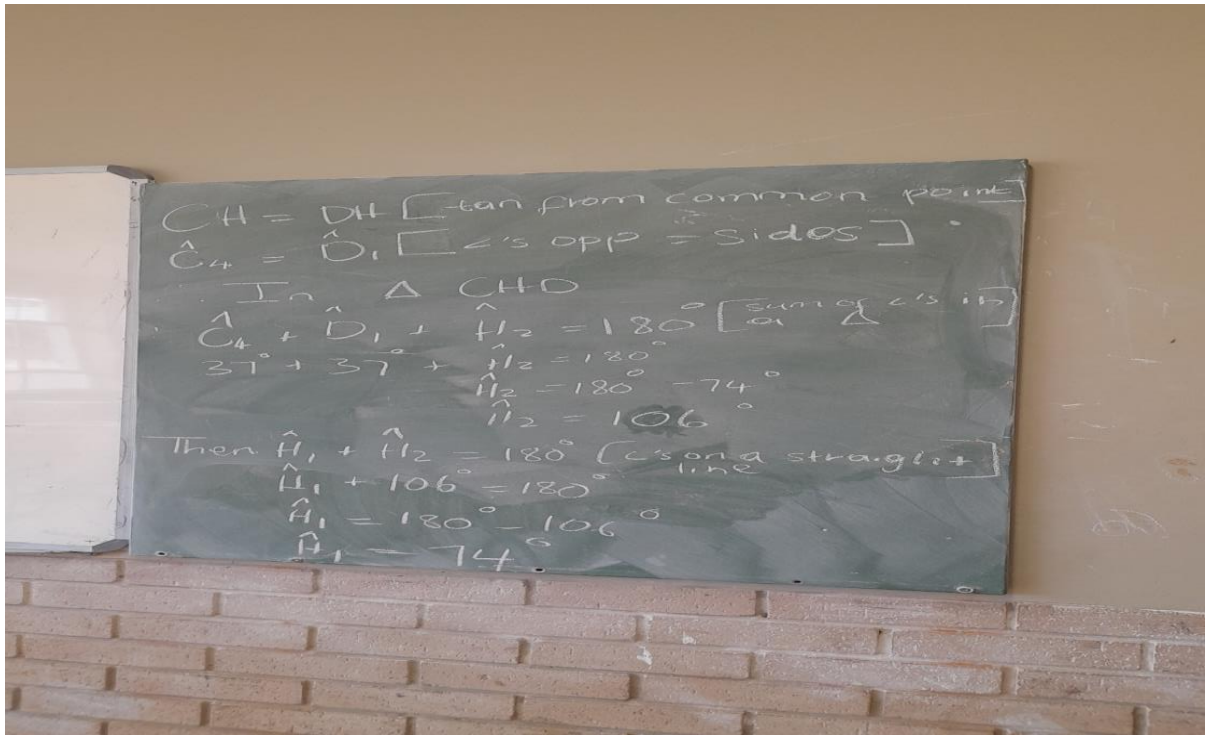 CH = DH [tan from common point]
Ĉ₄ = D̂₁ [<'s opp = sides]
In Δ CHD
Ĉ₄ + D̂₁ + Ĥ₂ = 180° [sum of <'s in a Δ]
37° + 37° + Ĥ₂ = 180°
Ĥ₂ = 180° - 74°
Ĥ₂ = 106°
Then Ĥ₁ + Ĥ₂ = 180° [<'s on a straight line]
Ĥ₁ + 106° = 180°
Ĥ₁ = 180° - 106°
Ĥ₁ = 74°